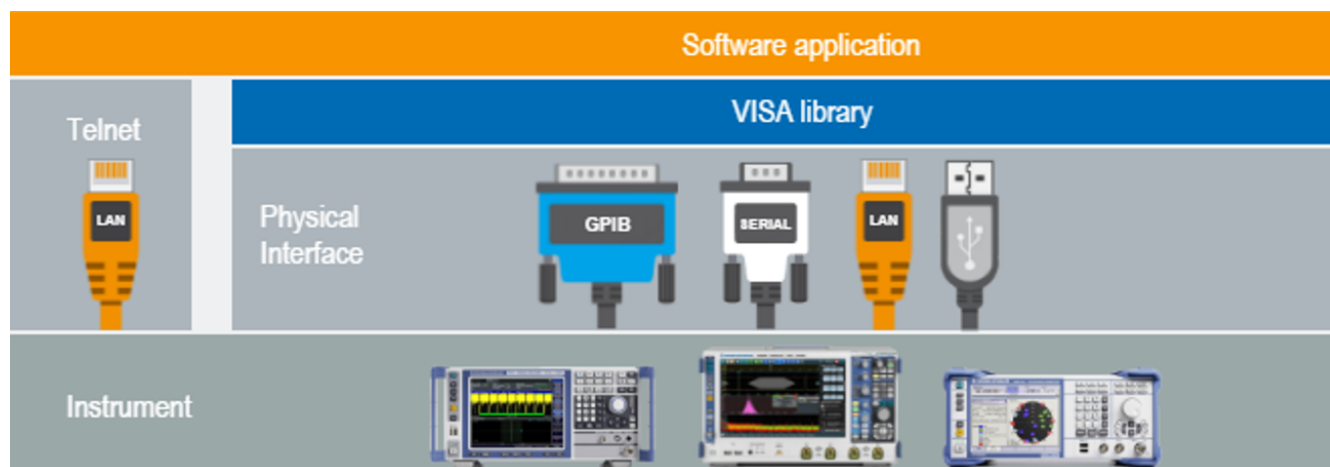 Software application
Telnet
VISA library
LAN
Physical
Interface
GPIB
SERIAL
LAN
Instrument